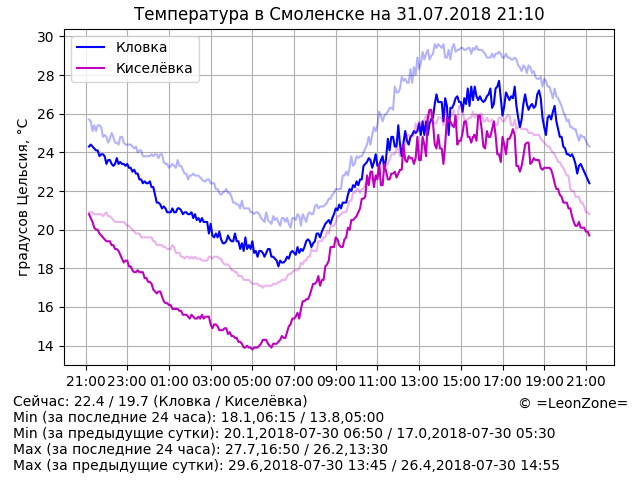 Температура в Смоленске на 31.07.2018 21:10
градусов Цельсия, °C
30
28
26
24
22
20
18
16
14
Кловка
Киселёвка
21:00 23:00 01:00 03:00 05:00 07:00 09:00 11:00 13:00 15:00 17:00 19:00 21:00
Сейчас: 22.4 / 19.7 (Кловка / Киселёвка)
© =LeonZone=
Min (за последние 24 часа): 18.1,06:15 / 13.8,05:00
Min (за предыдущие сутки): 20.1,2018-07-30 06:50 / 17.0,2018-07-30 05:30
Max (за последние 24 часа): 27.7,16:50 / 26.2,13:30
Max (за предыдущие сутки): 29.6,2018-07-30 13:45 / 26.4,2018-07-30 14:55